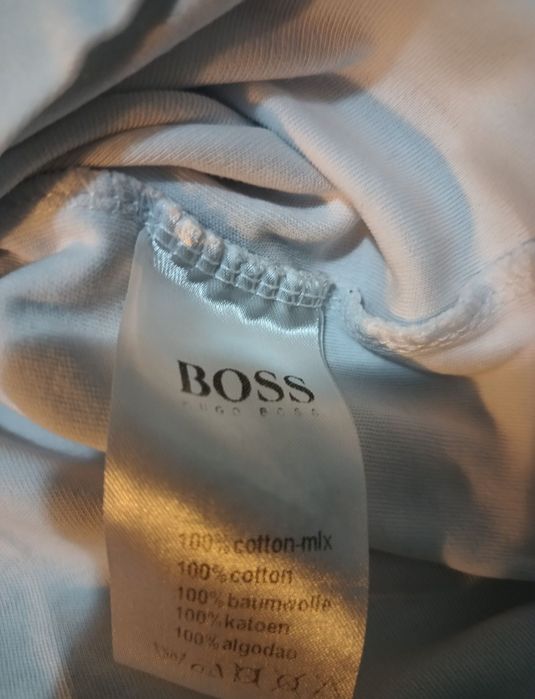 BOSS
HUGO BOSS
100%cotton-mix
100%cotton
100%baumwolle
100%katoen
100%algodao